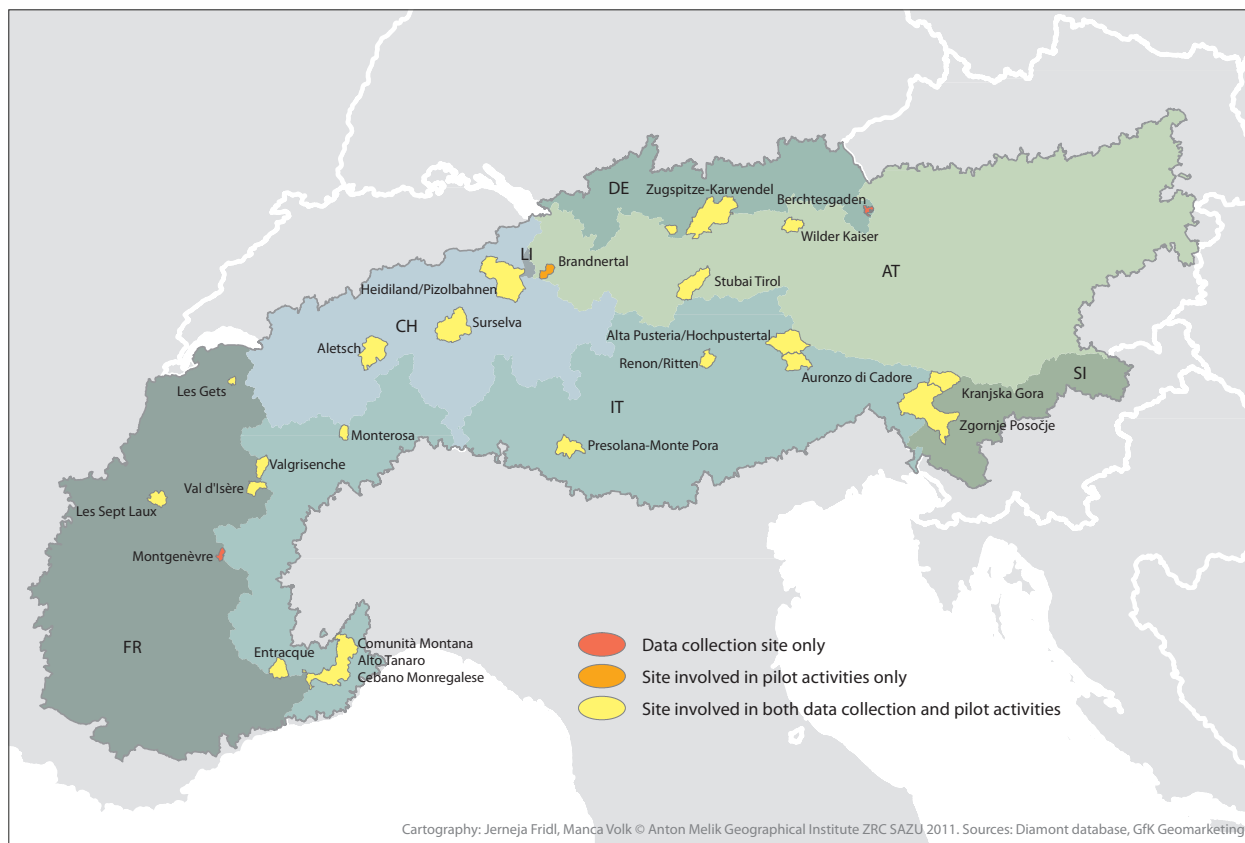 DE
Zugspitze-Karwendel
Berchtesgaden
Wilder Kaiser
LI
Brandnertal
AT
Heidiland/Pizolbahnen
Stubai Tirol
CH
Surselva
Aletsch
Alta Pusteria/Hochpustertal
Renon/Ritten
Auronzo di Cadore
SI
Les Gets
Kranjska Gora
IT
Zgornje Posočje
Monterosa
Presolana-Monte Pora
Valgrisenche
Val d'Isère
Les Sept Laux
Montgenèvre
FR
Entracque
Comunità Montana
Alto Tanaro
Cebano Monregalese
Data collection site only
Site involved in pilot activities only
Site involved in both data collection and pilot activities
Cartography: Jerneja Fridl, Manca Volk © Anton Melik Geographical Institute ZRC SAZU 2011. Sources: Diamont database, GfK Geomarketing